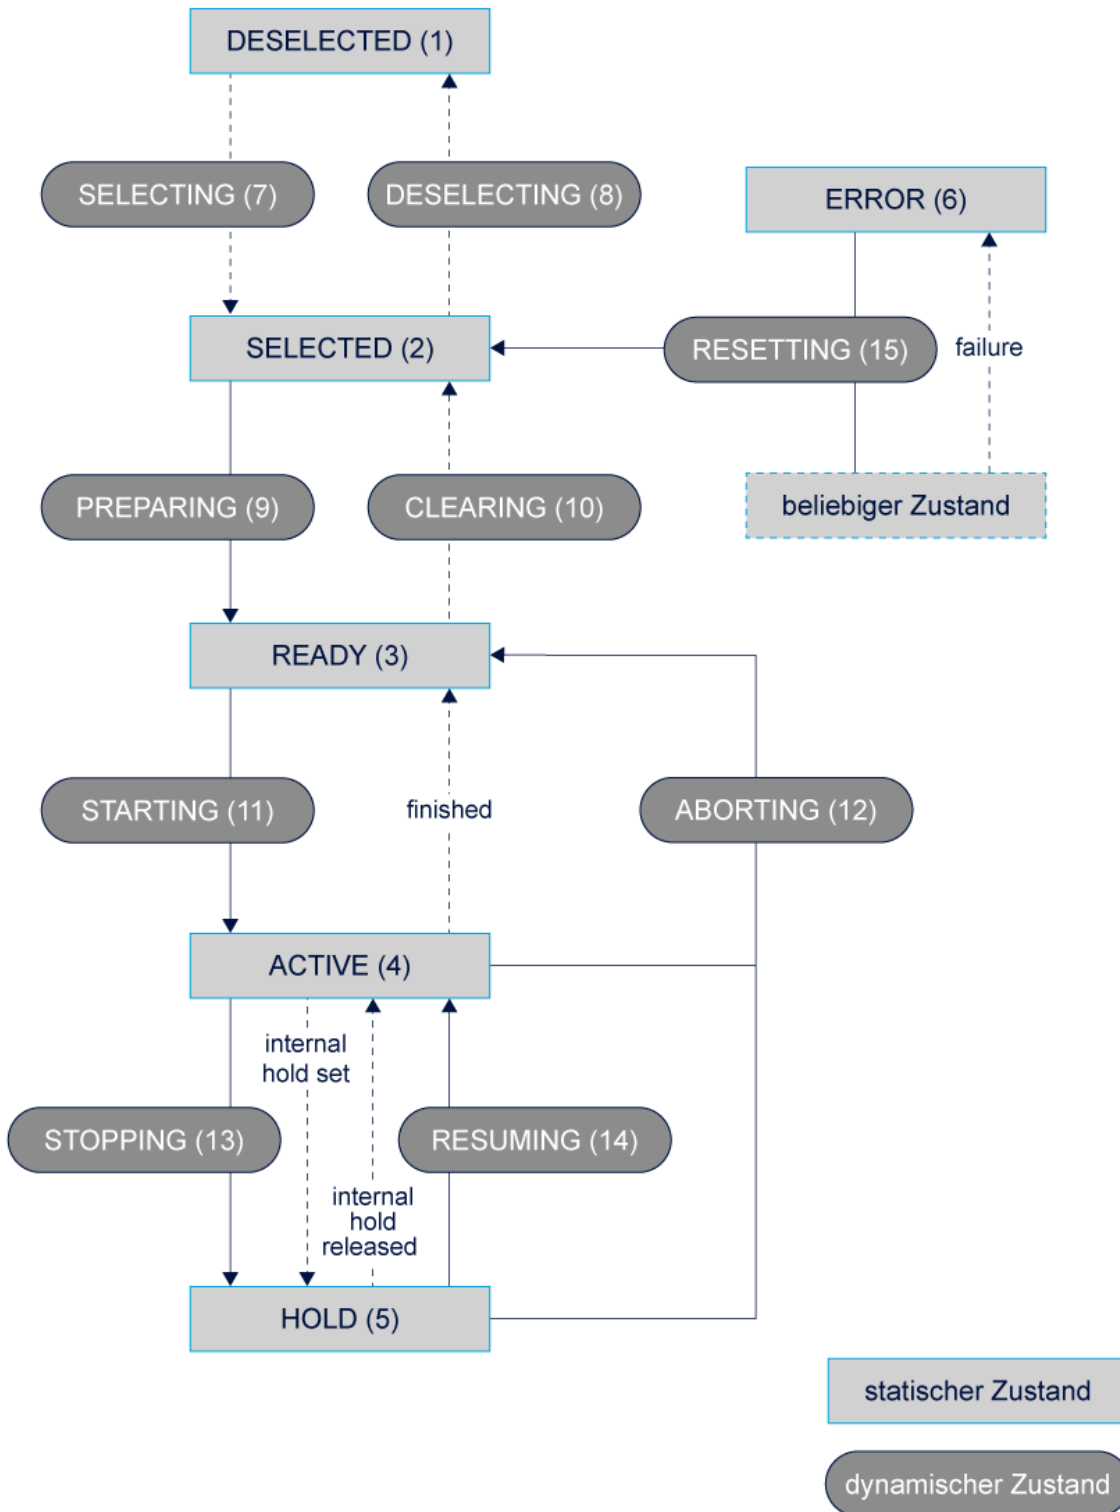 DESELECTED (1)
SELECTING (7)
DESELECTING (8)
ERROR (6)
SELECTED (2)
RESETTING (15)
failure
PREPARING (9)
CLEARING (10)
beliebiger Zustand
READY (3)
STARTING (11)
finished
ABORTING (12)
ACTIVE (4)
internal
hold set
STOPPING (13)
RESUMING (14)
internal
hold
released
HOLD (5)
statischer Zustand
dynamischer Zustand